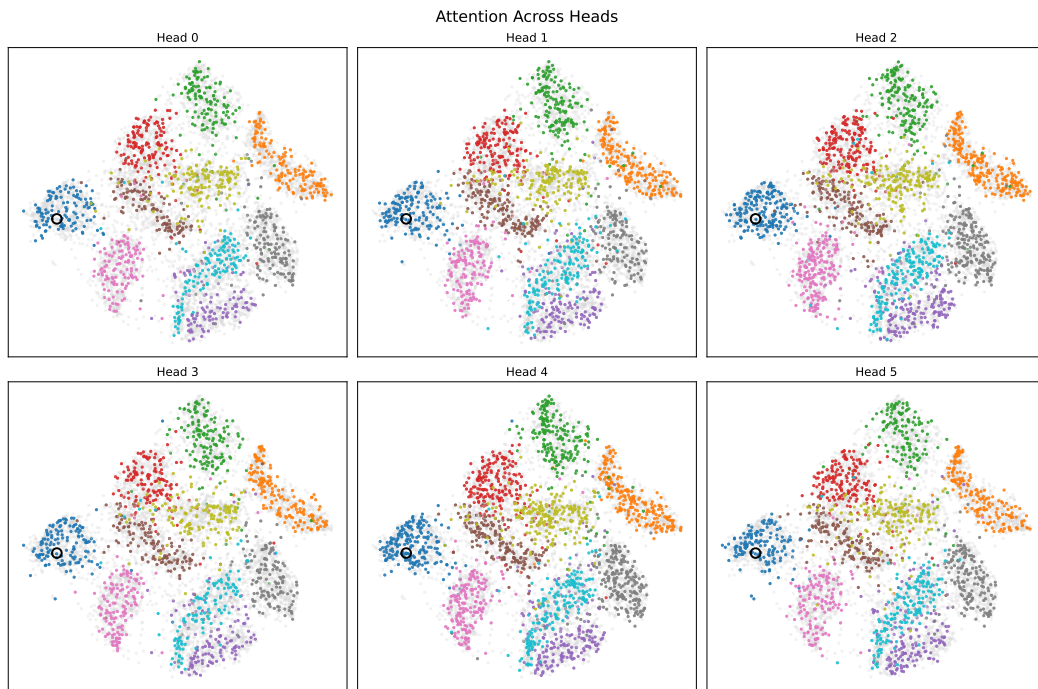 Attention Across Heads
Head 0
Head 1
Head 2
Head 3
Head 4
Head 5